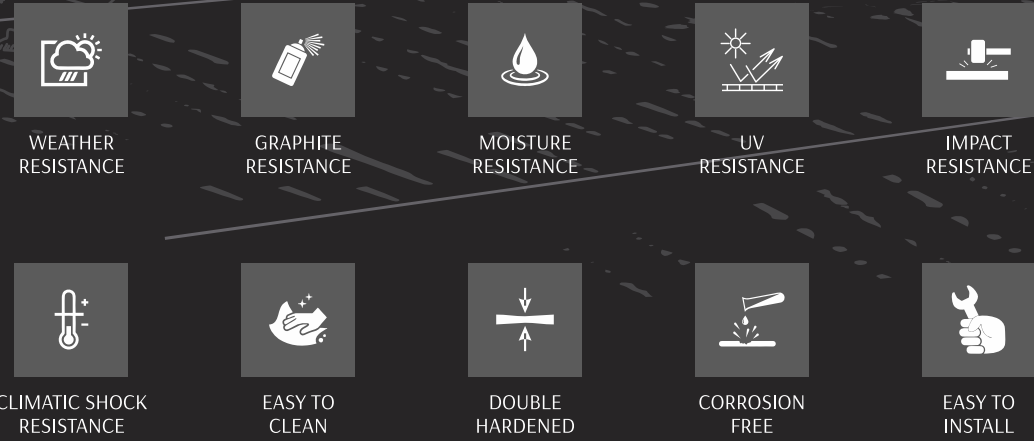 WEATHER
RESISTANCE
GRAPHITE
RESISTANCE
MOISTURE
RESISTANCE
UV
RESISTANCE
IMPACT
RESISTANCE
CLIMATIC SHOCK
RESISTANCE
EASY TO
CLEAN
DOUBLE
HARDENED
CORROSION
FREE
EASY TO
INSTALL